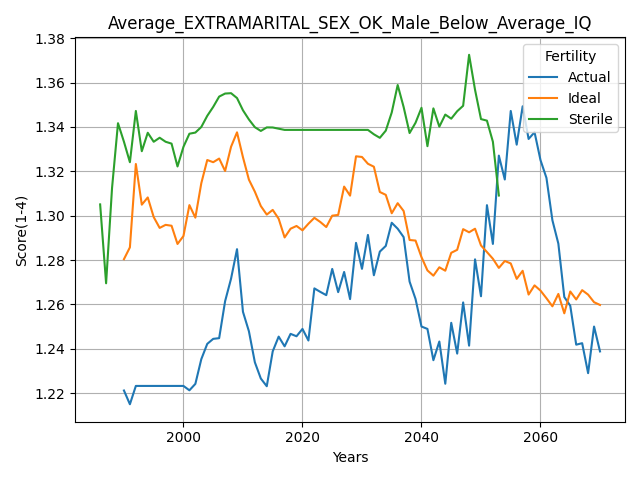 Average_EXTRAMARITAL_SEX_OK_Male_Below_Average_IQ
Score(1-4)
1.38
1.36
1.34
1.32
1.30
1.28
1.26
1.24
1.22
Fertility
Actual
Ideal
Sterile
2000
2020
2040
2060
Years